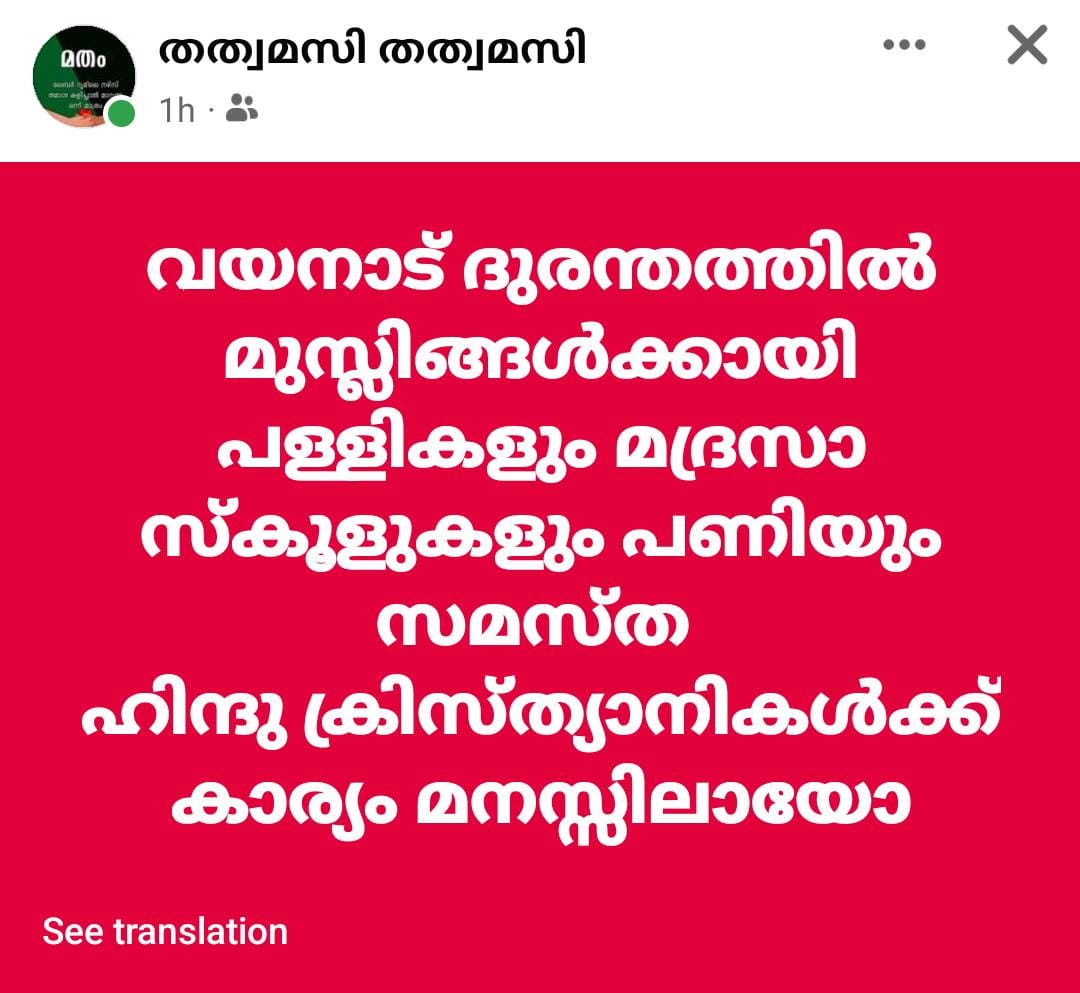 തത്വമസി തത്വമസി
1h ·
മതം
വയനാട് ദുരന്തത്തിൽ
മുസ്ലിങ്ങൾക്കായി
പള്ളികളും മദ്രസാ
സ്കൂളുകളും പണിയും
സമസ്ത
ഹിന്ദു ക്രിസ്ത്യാനികൾക്ക്
കാര്യം മനസ്സിലായോ
See translation